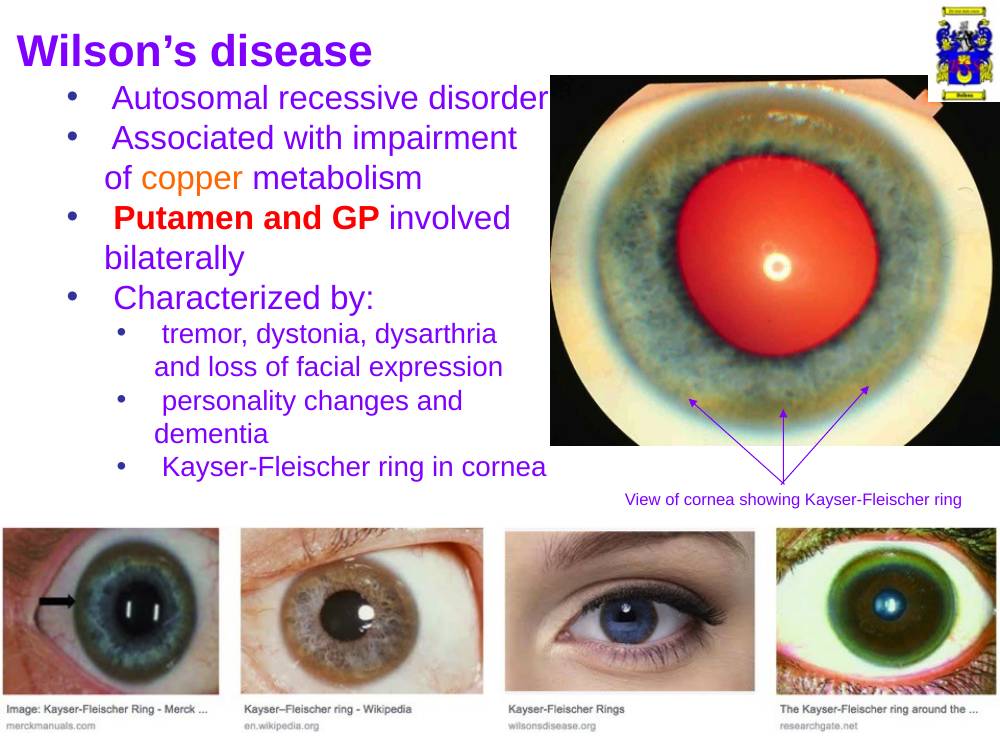 Wilson’s disease
• Autosomal recessive disorder
• Associated with impairment
of copper metabolism
• Putamen and GP involved
bilaterally
• Characterized by:
• tremor, dystonia, dysarthria
and loss of facial expression
• personality changes and
dementia
• Kayser-Fleischer ring in cornea
View of cornea showing Kayser-Fleischer ring
Image: Kayser-Fleischer Ring - Merck ...
merckmanuals.com
Kayser–Fleischer ring - Wikipedia
en.wikipedia.org
Kayser-Fleischer Rings
wilsonsdisease.org
The Kayser-Fleischer ring around the ...
researchgate.net